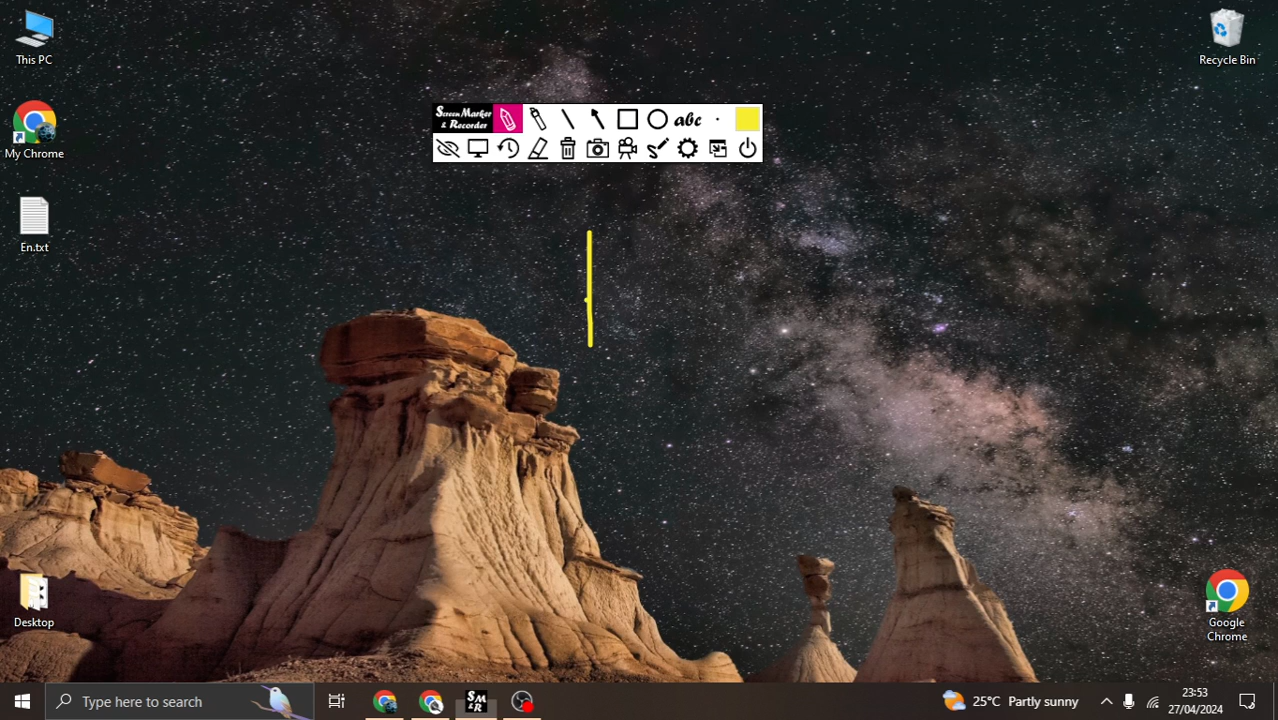 This PC
Recycle Bin
Screen Marker
& Recorder
abc
My Chrome
En.txt
Desktop
Google
Chrome
Type here to search
SM
&R
25°C Partly sunny
23:53
27/04/2024